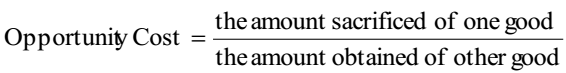 Opportunity Cost = the amount sacrificed of one good
the amount obtained of other good